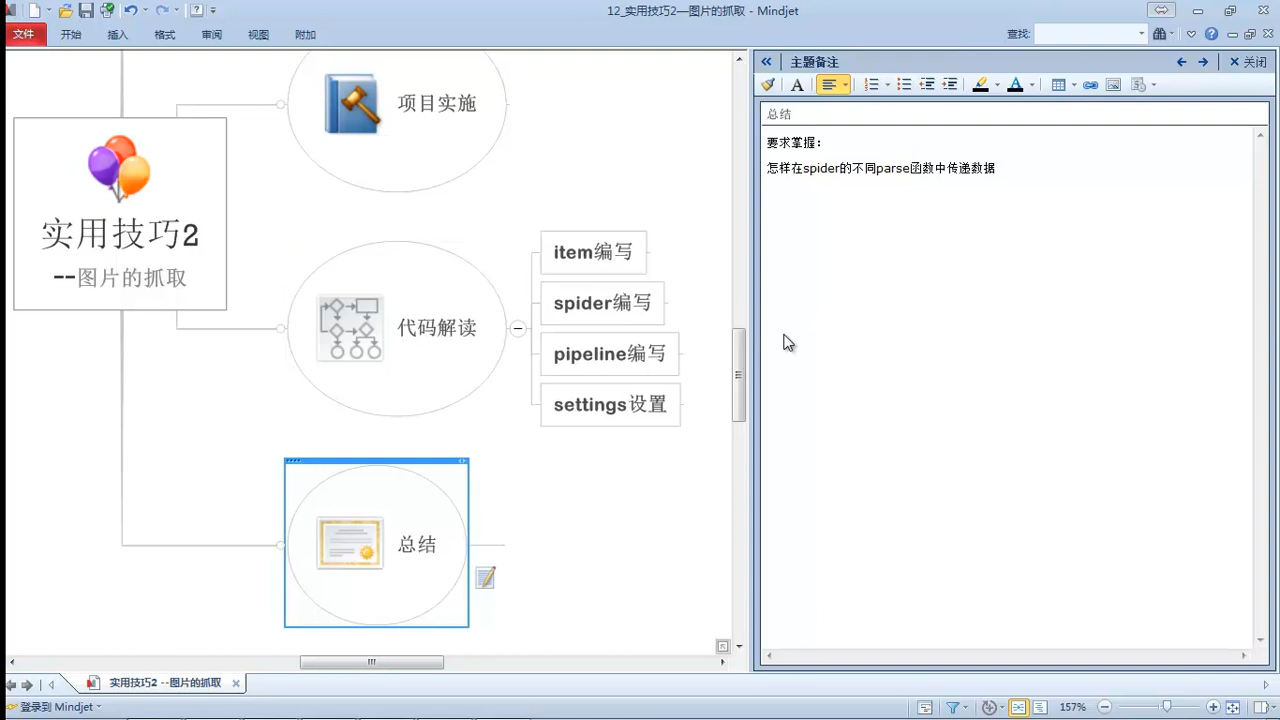 12_实用技巧2—图片的抓取 - Mindjet
文件 开始 插入 格式 审阅 视图 附加 查找:
主题备注 关闭
总结
要求掌握：
怎样在spider的不同parse函数中传递数据
项目实施
实用技巧2
--图片的抓取
代码解读
item编写
spider编写
pipeline编写
settings设置
总结
实用技巧2 --图片的抓取
登录到 Mindjet
157%